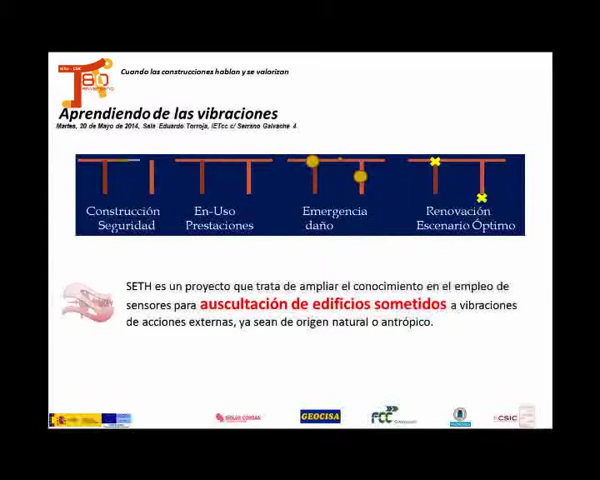 Cuando las construcciones hablan y se valorizan
80
Aprendiendo de las vibraciones
Martes, 20 de Mayo de 2014, Sala Eduardo Torroja, IETcc c/ Serrano Galvache 4
Construcción Seguridad
En-Uso Prestaciones
Emergencia daño
Renovación Escenario Óptimo
SETH es un proyecto que trata de ampliar el conocimiento en el empleo de
sensores para auscultación de edificios sometidos a vibraciones
de acciones externas, ya sean de origen natural o antrópico.
GEOCISA
FCC
CSIC